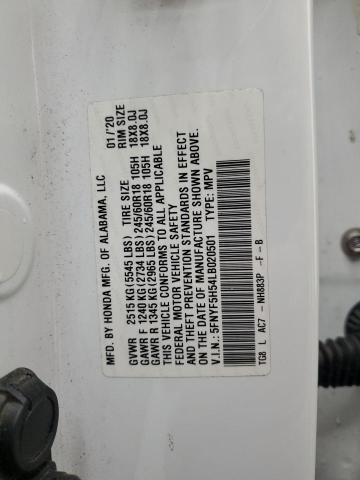 MFD. BY HONDA MFG. OF ALABAMA, LLC 01/'20
TIRE SIZE RIM SIZE
GVWR 2515 KG(5545 LBS)
GAWR F 1240 KG(2734 LBS) 245/60R18 105H 18X8.0J
GAWR R 1345 KG(2965 LBS) 245/60R18 105H 18X8.0J
THIS VEHICLE CONFORMS TO ALL APPLICABLE
FEDERAL MOTOR VEHICLE SAFETY
AND THEFT PREVENTION STANDARDS IN EFFECT
ON THE DATE OF MANUFACTURE SHOWN ABOVE.
V.I.N.: 5FNYF5H54LB020501 TYPE: MPV
TG8 L AC7 -NH883P -F -B